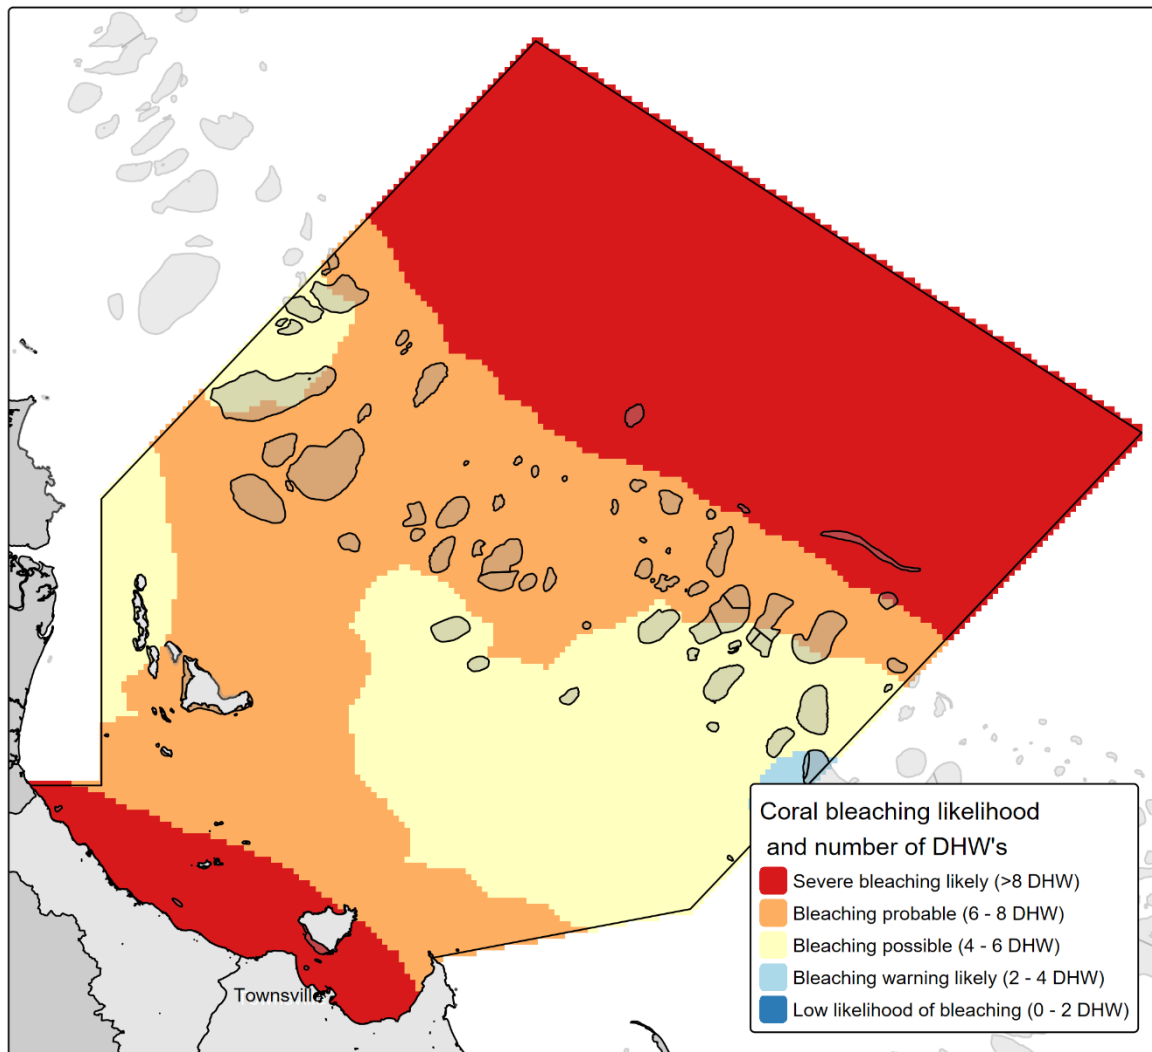 Townsville
Coral bleaching likelihood
and number of DHW's
Severe bleaching likely (>8 DHW)
Bleaching probable (6 - 8 DHW)
Bleaching possible (4 - 6 DHW)
Bleaching warning likely (2 - 4 DHW)
Low likelihood of bleaching (0 - 2 DHW)